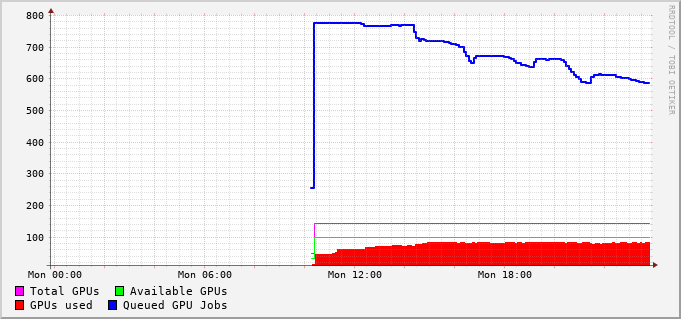 800
700
600
500
400
300
200
100
Mon 00:00 Mon 06:00 Mon 12:00 Mon 18:00
Total GPUs Available GPUs
GPUs used Queued GPU Jobs
RRDTOOL / TOBI OETIKER